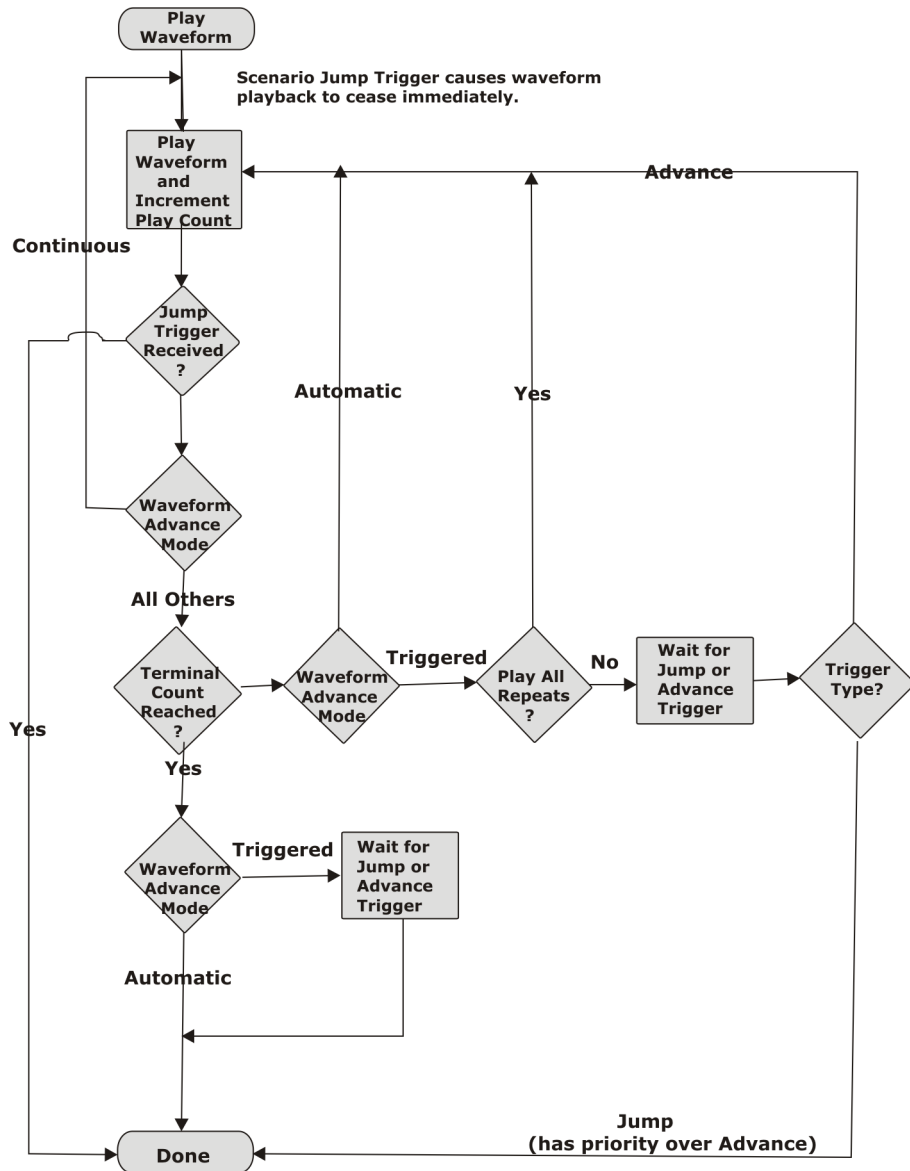 Play
Waveform
Scenario Jump Trigger causes waveform
playback to cease immediately.
Play
Waveform
and
Increment
Play Count
Advance
Continuous
Jump
Trigger
Received
?
Automatic
Yes
Waveform
Advance
Mode
All Others
Terminal
Count
Reached
?
Waveform
Advance
Mode
Triggered
Play All
Repeats
?
No
Wait for
Jump or
Advance
Trigger
Trigger
Type?
Yes
Yes
Waveform
Advance
Mode
Triggered
Wait for
Jump or
Advance
Trigger
Automatic
Jump
(has priority over Advance)
Done